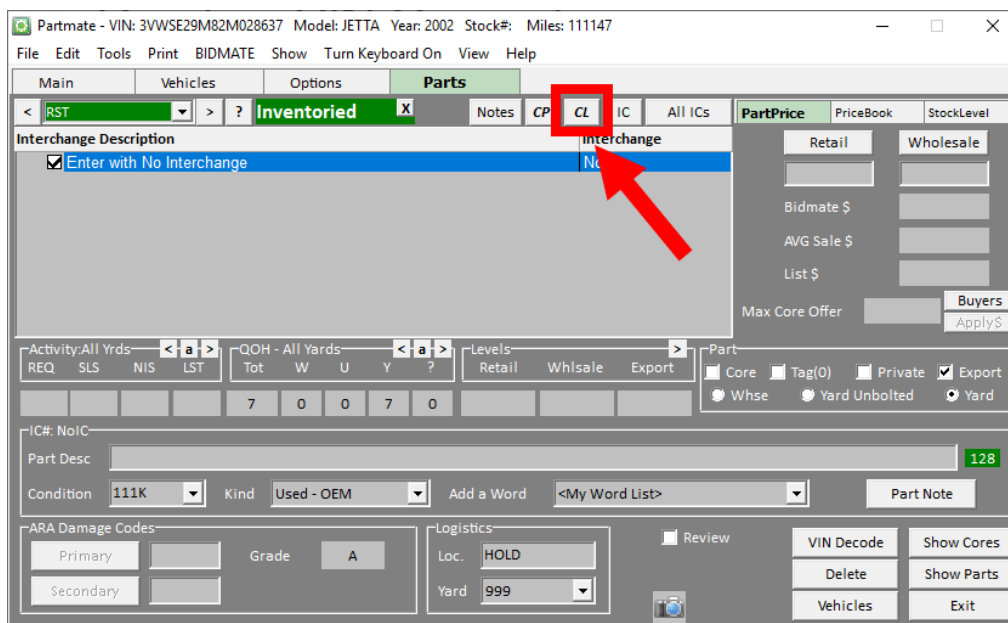 Partmate - VIN: 3VWSE29M82M028637 Model: JETTA Year: 2002 Stock#: Miles: 111147
File Edit Tools Print BIDMATE Show Turn Keyboard On View Help
Main Vehicles Options Parts
< RST > ? Inventoried X Notes CP CL IC All ICs PartPrice PriceBook StockLevel
Interchange Description Interchange
Enter with No Interchange
Retail Wholesale
Bidmate $
AVG Sale $
List $
Max Core Offer Buyers
Apply$
Activity:All Yrds < a > QOH - All Yards < a > Levels > Part
REQ SLS NIS LST Tot W U Y ? Retail Whlsale Export
Core Tag(0) Private Export
Whse Yard Unbolted Yard
7 0 0 7 0
IC#: NoIC
Part Desc 128
Condition 111K Kind Used - OEM Add a Word <My Word List> Part Note
ARA Damage Codes Logistics
Primary Grade A Loc. HOLD Review VIN Decode Show Cores
Delete Show Parts
Secondary Yard 999
Vehicles Exit